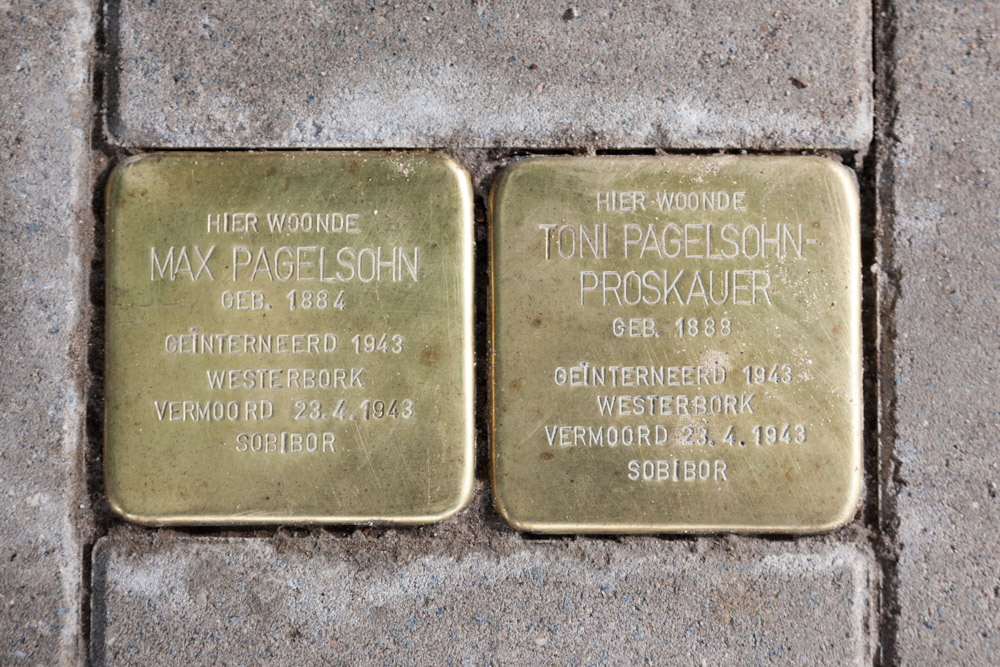 HIER WOONDE
MAX PAGELSOHN
GEB. 1884
GEÏNTERNEERD 1943
WESTERBORK
VERMOORD 23.4.1943
SOBIBOR
HIER WOONDE
TONI PAGELSOHN-
PROSKAUER
GEB. 1888
GEÏNTERNEERD 1943
WESTERBORK
VERMOORD 23.4.1943
SOBIBOR